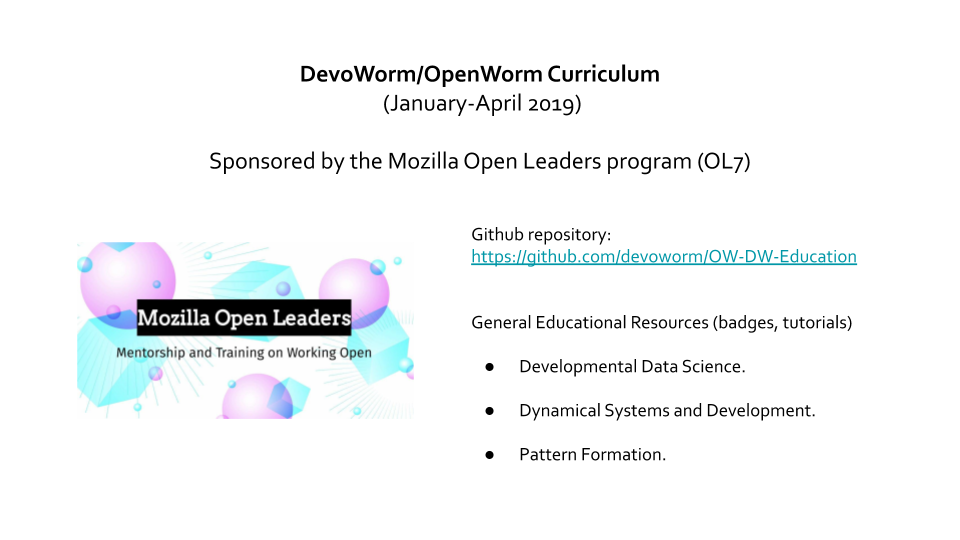 DevoWorm/OpenWorm Curriculum
(January-April 2019)
Sponsored by the Mozilla Open Leaders program (OL7)
Github repository:
https://github.com/devoworm/OW-DW-Education
Mozilla Open Leaders
Mentorship and Training on Working Open
General Educational Resources (badges, tutorials)
● Developmental Data Science.
● Dynamical Systems and Development.
● Pattern Formation.